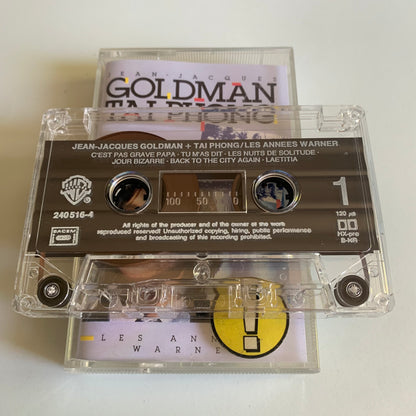 JEAN-JACQUES
GOLDMAN
TAI PHONG
JEAN-JACQUES GOLDMAN + TAI PHONG/LES ANNEES WARNER
C'EST PAS GRAVE PAPA · TU M'AS DIT · LES NUITS DE SOLITUDE ·
JOUR BIZARRE · BACK TO THE CITY AGAIN · LAETITIA
240516-4
SACEM
100 50 0
1
120 µs
HX-pro
B-NR
All rights of the producer and of the owner of the work
reproduced reserved! Unauthorized copying, hiring, public performance
and broadcasting of this recording prohibited.
LES ANN
WARNE
!